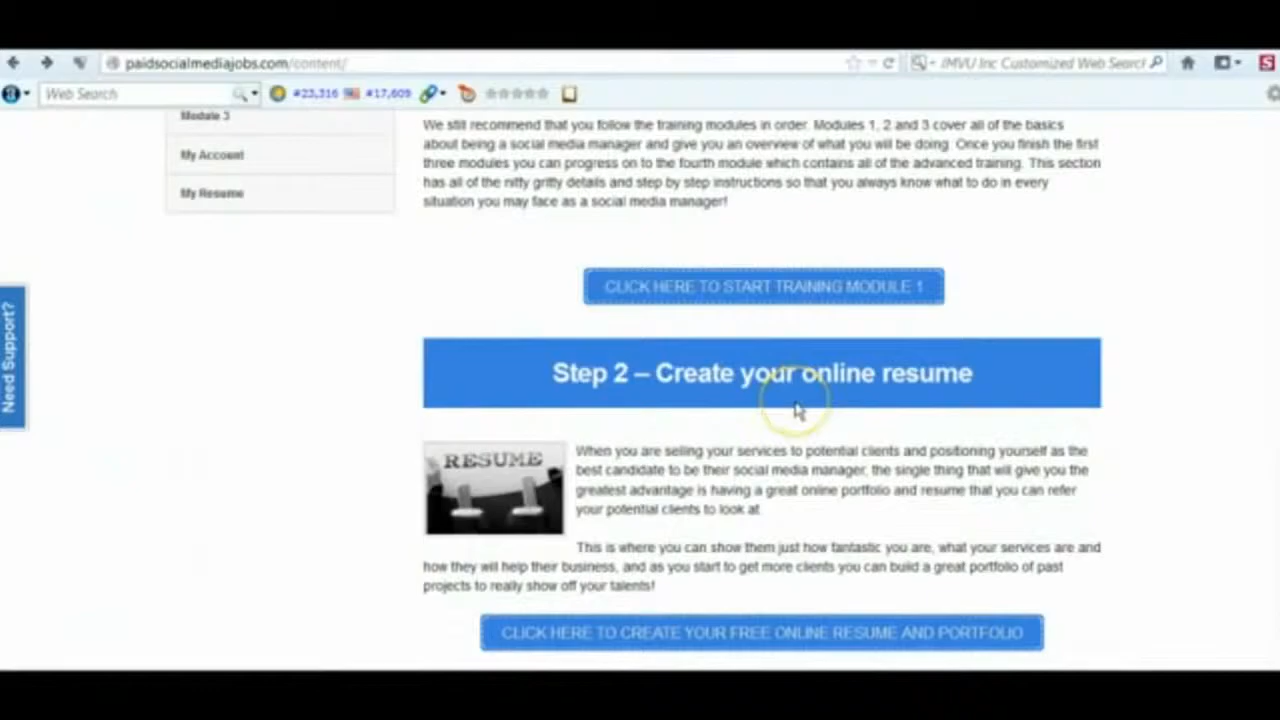 paidsocialmediajobs.com/content/
IMVU Inc Customized Web Search
Web Search
#23,316
#17,609
Module 3
My Account
My Resume
We still recommend that you follow the training modules in order. Modules 1, 2 and 3 cover all of the basics
about being a social media manager and give you an overview of what you will be doing. Once you finish the first
three modules you can progress on to the fourth module which contains all of the advanced training. This section
has all of the nitty gritty details and step by step instructions so that you always know what to do in every
situation you may face as a social media manager!
CLICK HERE TO START TRAINING MODULE 1
Need Support?
Step 2 – Create your online resume
RESUME
When you are selling your services to potential clients and positioning yourself as the
best candidate to be their social media manager, the single thing that will give you the
greatest advantage is having a great online portfolio and resume that you can refer
your potential clients to look at
This is where you can show them just how fantastic you are, what your services are and
how they will help their business, and as you start to get more clients you can build a great portfolio of past
projects to really show off your talents!
CLICK HERE TO CREATE YOUR FREE ONLINE RESUME AND PORTFOLIO